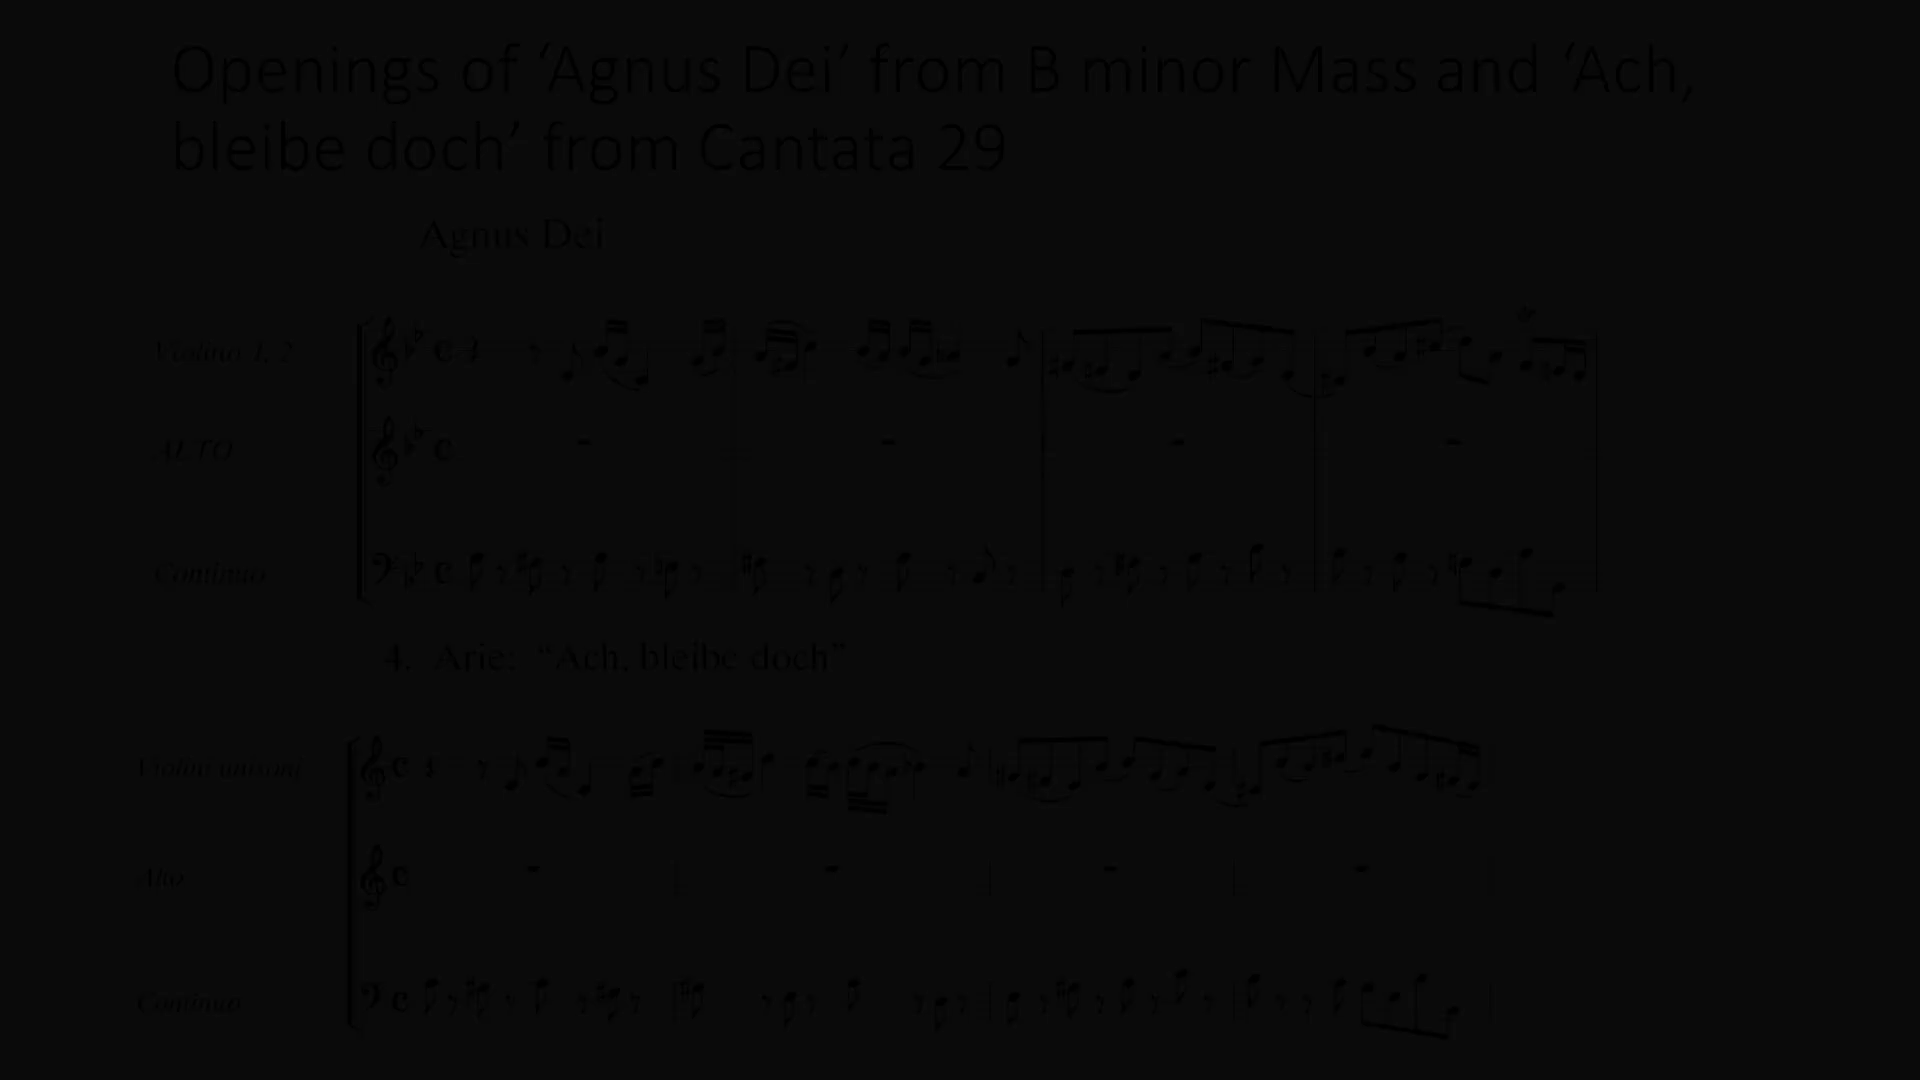 Openings of ‘Agnus Dei’ from B minor Mass and ‘Ach,
bleibe doch’ from Cantata 29
Agnus Dei
Violino 1, 2
ALTO
Continuo
4. Arie: “Ach, bleibe doch”
Violini unisoni
Alto
Continuo